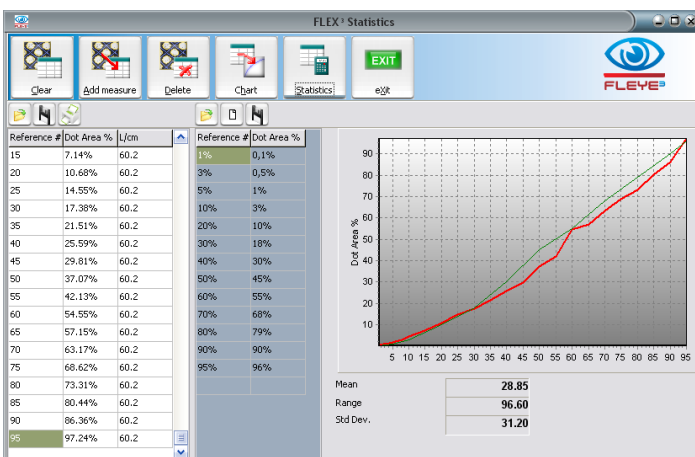 FLEX³ Statistics
Clear Add measure Delete Chart Statistics EXIT eXit
FLEYE³
Reference # Dot Area % L/cm
15 7.14% 60.2
20 10.68% 60.2
25 14.55% 60.2
30 17.38% 60.2
35 21.51% 60.2
40 25.59% 60.2
45 29.81% 60.2
50 37.07% 60.2
55 42.13% 60.2
60 54.55% 60.2
65 57.15% 60.2
70 63.17% 60.2
75 68.62% 60.2
80 73.31% 60.2
85 80.44% 60.2
90 86.36% 60.2
95 97.24% 60.2
Reference # Dot Area %
1% 0,1%
3% 0,5%
5% 1%
10% 3%
20% 10%
30% 18%
40% 30%
50% 45%
60% 55%
70% 68%
80% 79%
90% 90%
95% 96%
Dot Area %
90
80
70
60
50
40
30
20
10
5 10 15 20 25 30 35 40 45 50 55 60 65 70 75 80 85 90 95
Mean 28.85
Range 96.60
Std Dev. 31.20